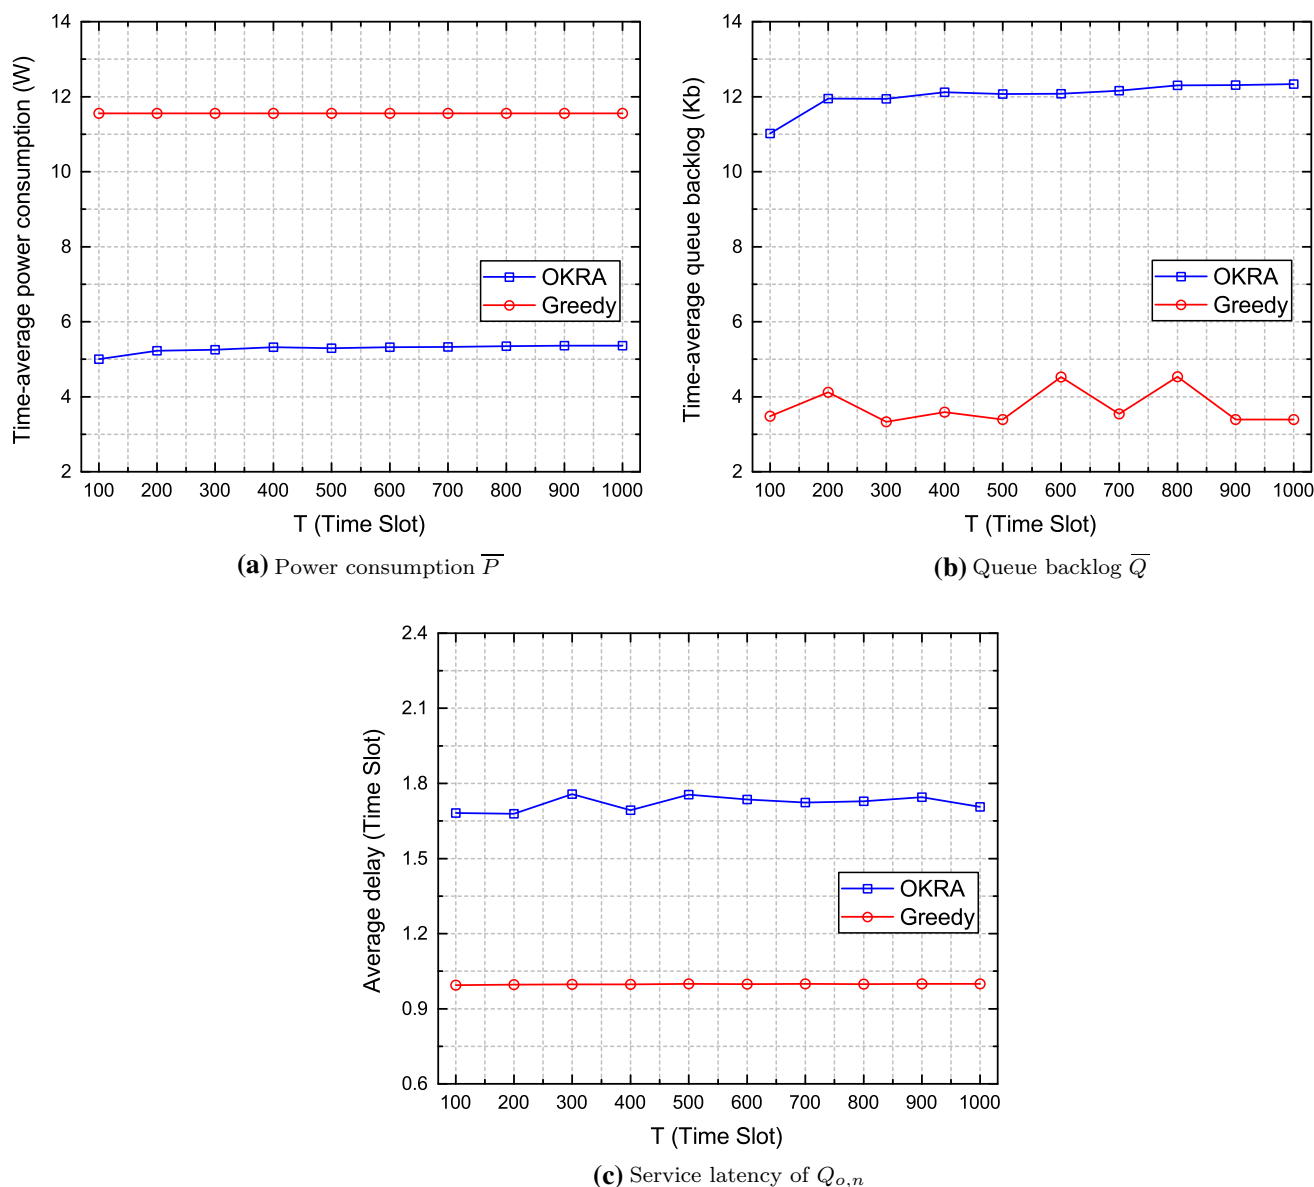 14
12
10
8
6
4
2
Time-average power consumption (W)
OKRA
Greedy
100 200 300 400 500 600 700 800 900 1000
T (Time Slot)
(a) Power consumption \overline{P}
14
12
10
8
6
4
2
Time-average queue backlog (Kb)
OKRA
Greedy
100 200 300 400 500 600 700 800 900 1000
T (Time Slot)
(b) Queue backlog \overline{Q}
2.4
2.1
1.8
1.5
1.2
0.9
0.6
Average delay (Time Slot)
OKRA
Greedy
100 200 300 400 500 600 700 800 900 1000
T (Time Slot)
(c) Service latency of Q_{o,n}